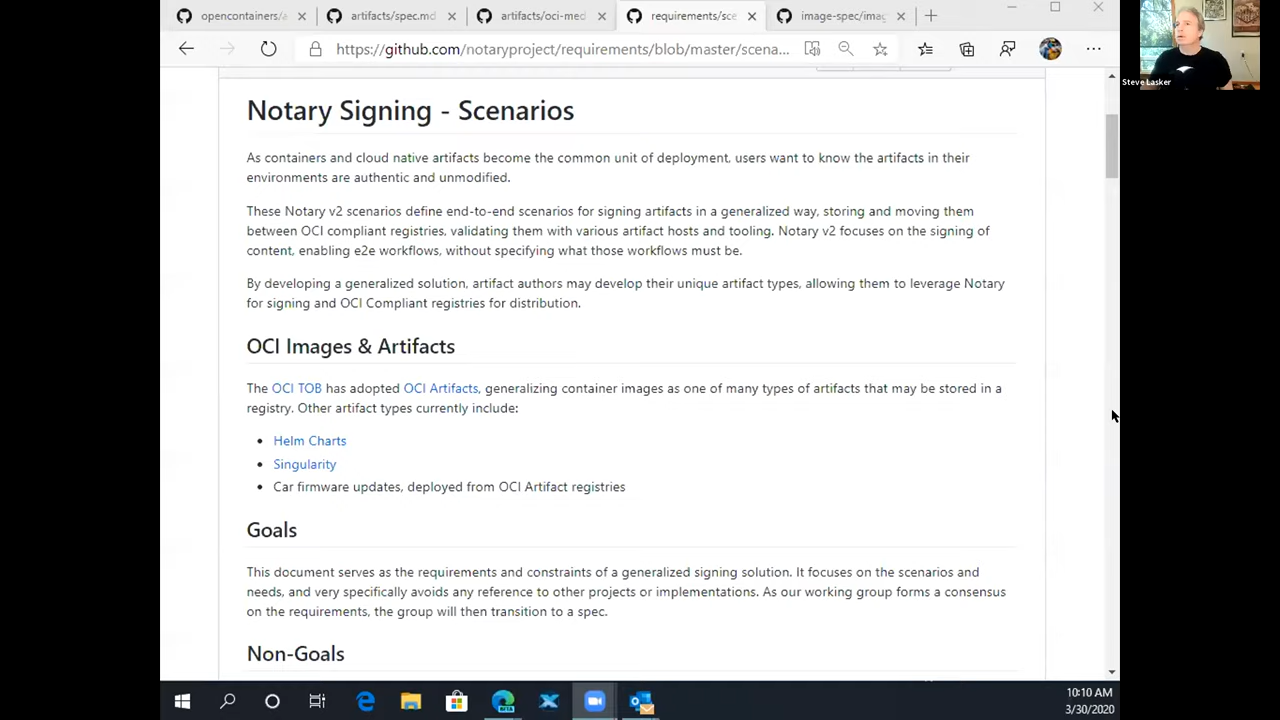 opencontainers/a
artifacts/spec.md
artifacts/oci-med
requirements/sce
image-spec/imag
https://github.com/notaryproject/requirements/blob/master/scena...
Steve Lasker
Notary Signing - Scenarios
As containers and cloud native artifacts become the common unit of deployment, users want to know the artifacts in their
environments are authentic and unmodified.
These Notary v2 scenarios define end-to-end scenarios for signing artifacts in a generalized way, storing and moving them
between OCI compliant registries, validating them with various artifact hosts and tooling. Notary v2 focuses on the signing of
content, enabling e2e workflows, without specifying what those workflows must be.
By developing a generalized solution, artifact authors may develop their unique artifact types, allowing them to leverage Notary
for signing and OCI Compliant registries for distribution.
OCI Images & Artifacts
The OCI TOB has adopted OCI Artifacts, generalizing container images as one of many types of artifacts that may be stored in a
registry. Other artifact types currently include:
• Helm Charts
• Singularity
• Car firmware updates, deployed from OCI Artifact registries
Goals
This document serves as the requirements and constraints of a generalized signing solution. It focuses on the scenarios and
needs, and very specifically avoids any reference to other projects or implementations. As our working group forms a consensus
on the requirements, the group will then transition to a spec.
Non-Goals
10:10 AM
3/30/2020